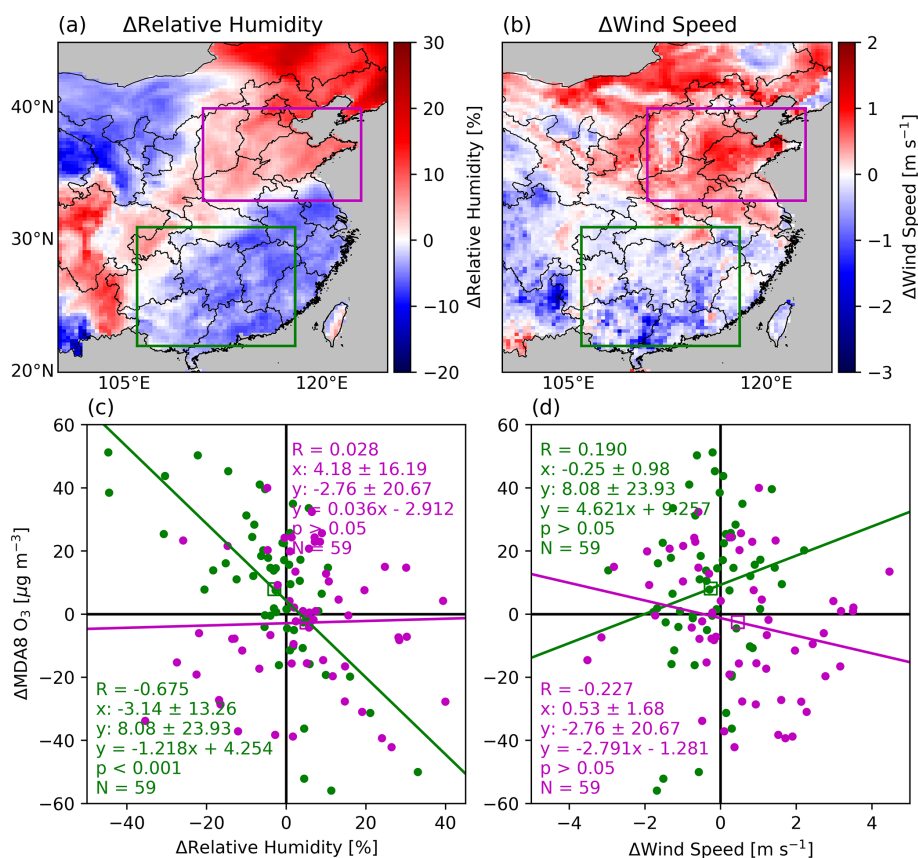 (a) ΔRelative Humidity
(b) ΔWind Speed
40°N
30°N
20°N
105°E
120°E
30
20
10
0
−10
−20
ΔRelative Humidity [%]
105°E
120°E
2
1
0
−1
−2
−3
ΔWind Speed [m s⁻¹]
(c)
60
40
20
0
−20
−40
−60
ΔMDA8 O₃ [μg m⁻³]
R = 0.028
x: 4.18 ± 16.19
y: -2.76 ± 20.67
y = 0.036x - 2.912
p > 0.05
N = 59
R = -0.675
x: -3.14 ± 13.26
y: 8.08 ± 23.93
y = -1.218x + 4.254
p < 0.001
N = 59
−40
−20
0
20
40
ΔRelative Humidity [%]
(d)
R = 0.190
x: -0.25 ± 0.98
y: 8.08 ± 23.93
y = 4.621x + 9.257
p > 0.05
N = 59
R = -0.227
x: 0.53 ± 1.68
y: -2.76 ± 20.67
y = -2.791x - 1.281
p > 0.05
N = 59
−4
−2
0
2
4
ΔWind Speed [m s⁻¹]